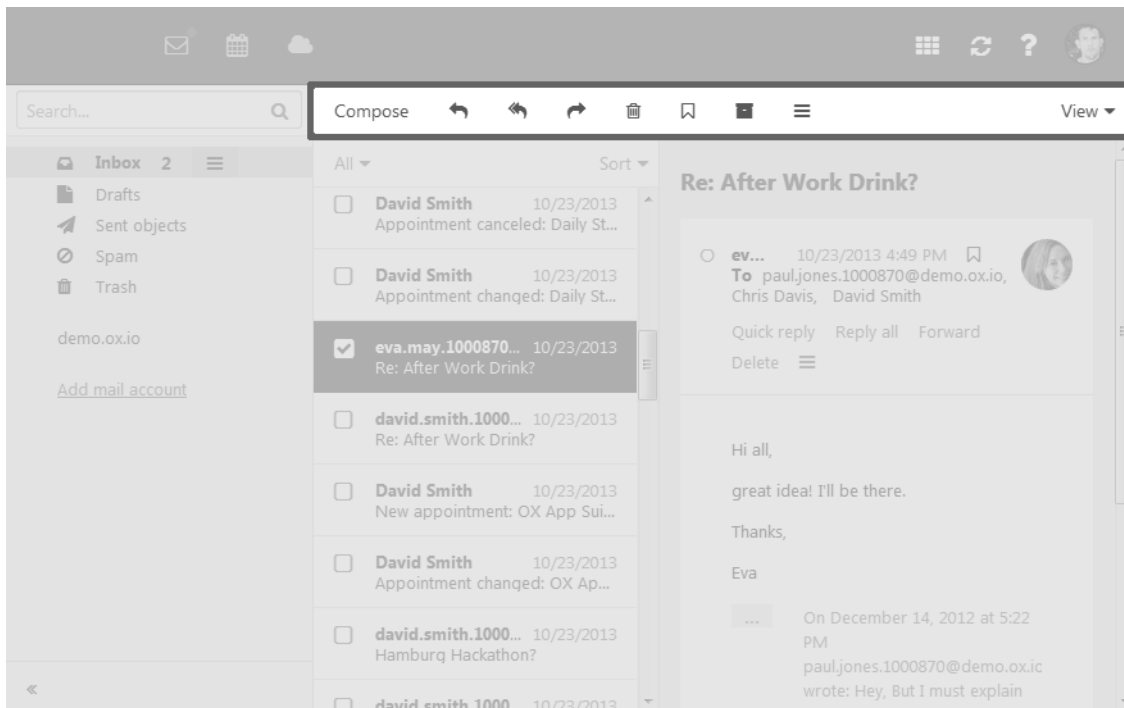 Search...
Compose
View
Inbox 2
Drafts
Sent objects
Spam
Trash
demo.ox.io
Add mail account
All
Sort
David Smith 10/23/2013
Appointment canceled: Daily St...
David Smith 10/23/2013
Appointment changed: Daily St...
eva.may.1000870... 10/23/2013
Re: After Work Drink?
david.smith.1000... 10/23/2013
Re: After Work Drink?
David Smith 10/23/2013
New appointment: OX App Sui...
David Smith 10/23/2013
Appointment changed: OX Ap...
david.smith.1000... 10/23/2013
Hamburg Hackathon?
david.smith.1000... 10/23/2013
Re: After Work Drink?
ev... 10/23/2013 4:49 PM
To paul.jones.1000870@demo.ox.io,
Chris Davis, David Smith
Quick reply Reply all Forward
Delete
Hi all,
great idea! I'll be there.
Thanks,
Eva
...
On December 14, 2012 at 5:22
PM
paul.jones.1000870@demo.ox.ic
wrote: Hey, But I must explain